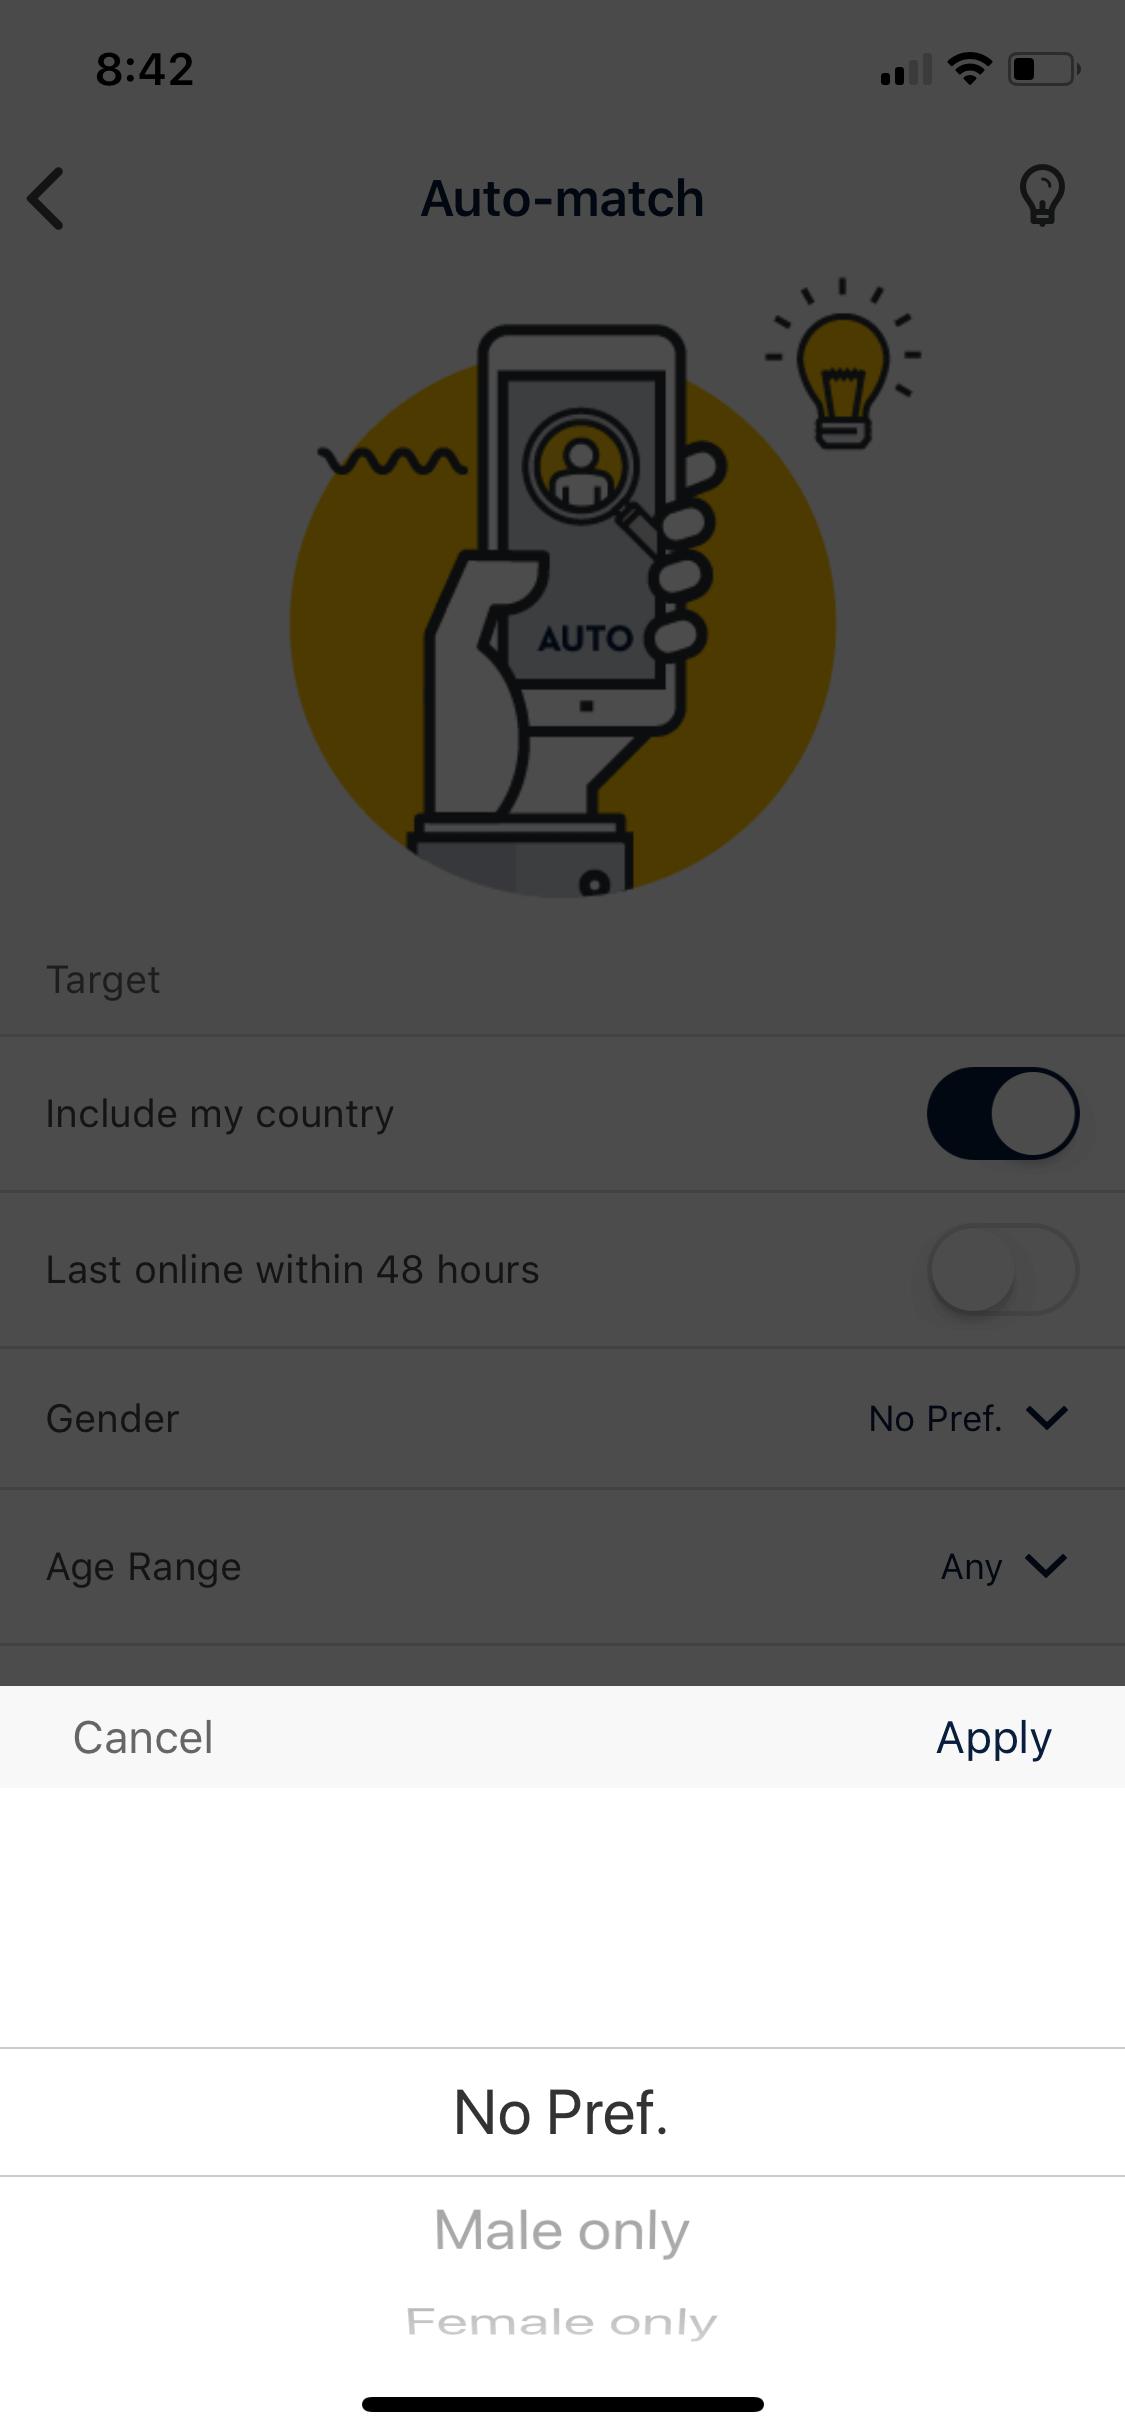 8:42
Auto-match
AUTO
Target
Include my country
Last online within 48 hours
Gender No Pref.
Age Range Any
Cancel Apply
No Pref.
Male only
Female only